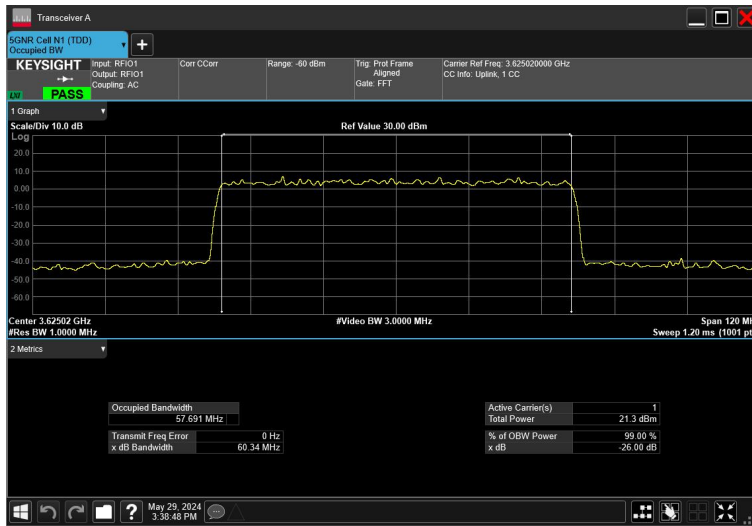 Transceiver A
5GNR Cell N1 (TDD)
Occupied BW
KEYSIGHT
LXI
PASS
Input: RFIO1
Output: RFIO1
Coupling: AC
Corr CCorr
Range: -60 dBm
Trig: Prot Frame
Aligned
Gate: FFT
Carrier Ref Freq: 3.625020000 GHz
CC Info: Uplink, 1 CC
1 Graph
Scale/Div 10.0 dB
Ref Value 30.00 dBm
Log
20.0
10.0
0.00
-10.0
-20.0
-30.0
-40.0
-50.0
-60.0
Center 3.62502 GHz
#Video BW 3.0000 MHz
Span 120 MH
#Res BW 1.0000 MHz
Sweep 1.20 ms (1001 pt
2 Metrics
Occupied Bandwidth
57.691 MHz
Transmit Freq Error 0 Hz
x dB Bandwidth 60.34 MHz
Active Carrier(s) 1
Total Power 21.3 dBm
% of OBW Power 99.00 %
x dB -26.00 dB
?
May 29, 2024
3:38:48 PM